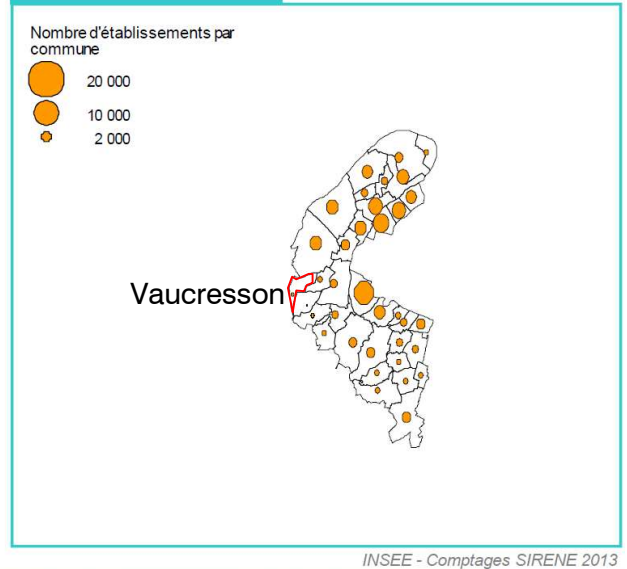 Nombre d'établissements par
commune
20 000
10 000
2 000
Vaucresson
INSEE - Comptages SIRENE 2013